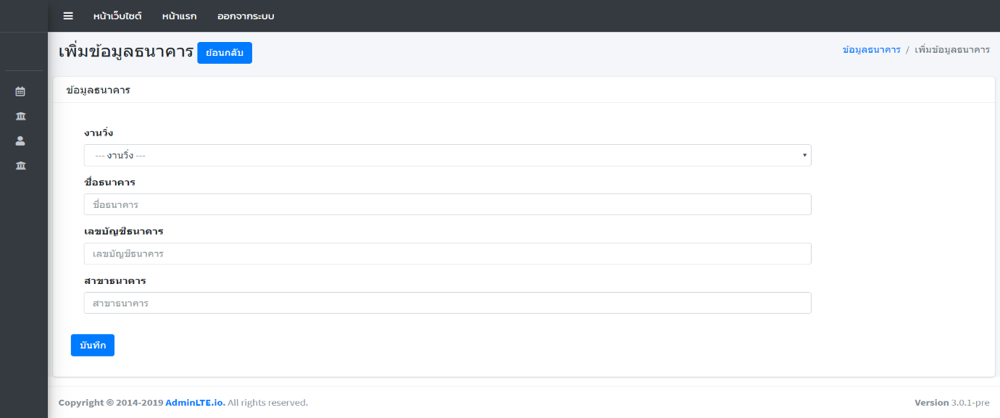 หน้าเว็บไซต์ หน้าแรก ออกจากระบบ
เพิ่มข้อมูลธนาคาร ย้อนกลับ
ข้อมูลธนาคาร / เพิ่มข้อมูลธนาคาร
ข้อมูลธนาคาร
งานวิ่ง
--- งานวิ่ง ---
ชื่อธนาคาร
ชื่อธนาคาร
เลขบัญชีธนาคาร
เลขบัญชีธนาคาร
สาขาธนาคาร
สาขาธนาคาร
บันทึก
Copyright © 2014-2019 AdminLTE.io. All rights reserved.
Version 3.0.1-pre